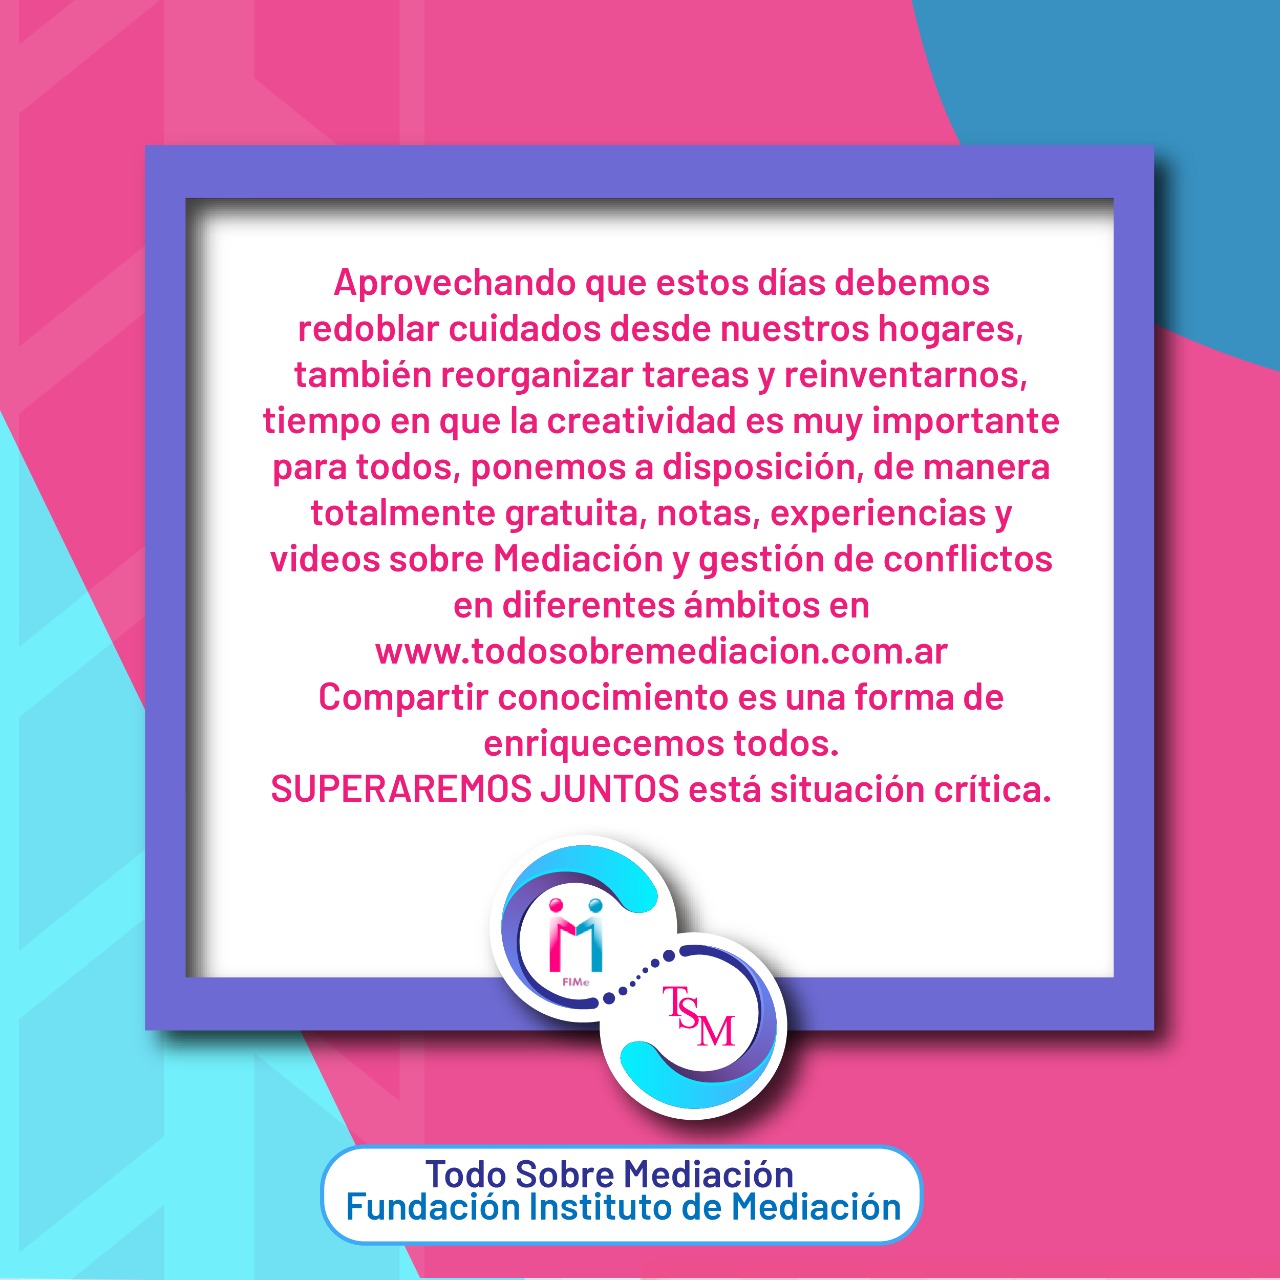 Aprovechando que estos días debemos
redoblar cuidados desde nuestros hogares,
también reorganizar tareas y reinventarnos,
tiempo en que la creatividad es muy importante
para todos, ponemos a disposición, de manera
totalmente gratuita, notas, experiencias y
videos sobre Mediación y gestión de conflictos
en diferentes ámbitos en
www.todosobremediacion.com.ar
Compartir conocimiento es una forma de
enriquecemos todos.
SUPERAREMOS JUNTOS está situación crítica.
FIMe
TSM
Todo Sobre Mediación
Fundación Instituto de Mediación